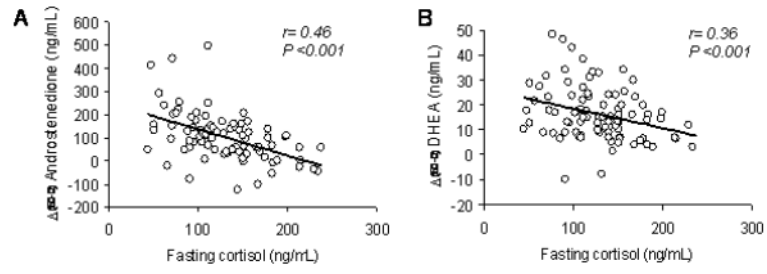 A
r= 0.46
P <0.001
600
500
400
300
200
100
0
-100
-200
0
100
200
300
Δ(60-0) Androstenedione (ng/mL)
Fasting cortisol (ng/mL)
B
r= 0.36
P <0.001
50
40
30
20
10
0
-10
-20
0
100
200
300
DHEA (ng/mL)
Fasting cortisol (ng/mL)